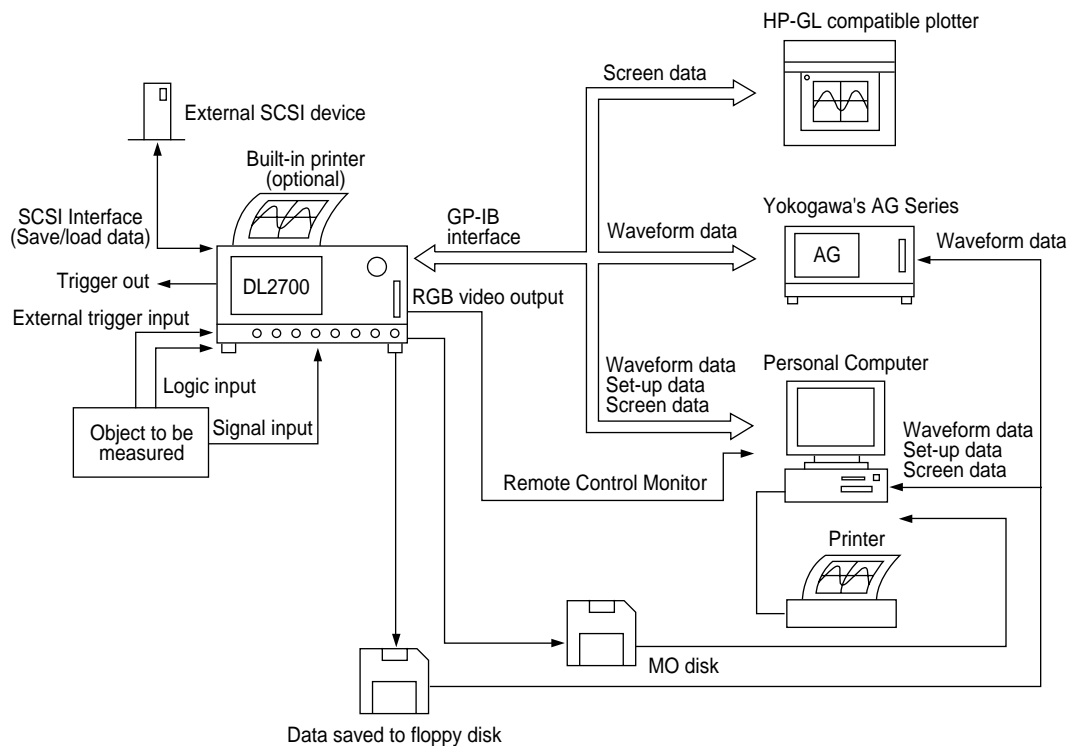 HP-GL compatible plotter
Screen data
External SCSI device
Built-in printer
(optional)
SCSI Interface
(Save/load data)
GP-IB
interface
Yokogawa's AG Series
Waveform data
Waveform data
AG
Trigger out
DL2700
RGB video output
External trigger input
Waveform data
Set-up data
Screen data
Personal Computer
Logic input
Signal input
Object to be
measured
Waveform data
Set-up data
Screen data
Remote Control Monitor
Printer
MO disk
Data saved to floppy disk